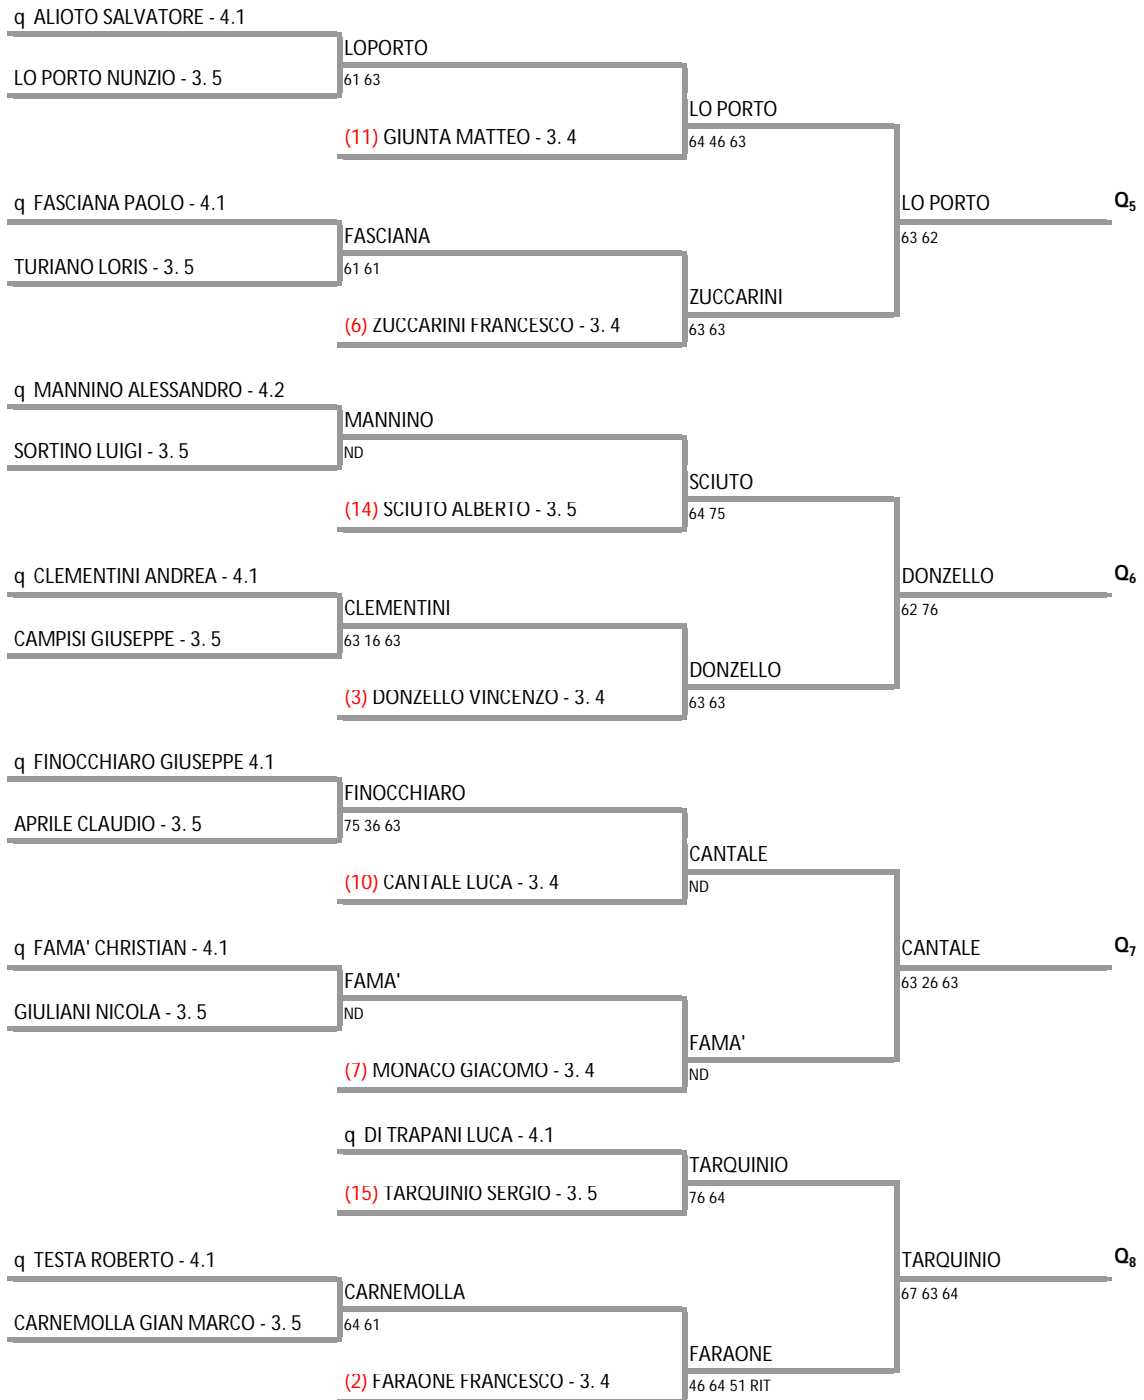 q ALIOTO SALVATORE - 4.1
LOPORTO
LO PORTO NUNZIO - 3. 5
61 63
LO PORTO
(11) GIUNTA MATTEO - 3. 4
64 46 63
q FASCIANA PAOLO - 4.1
LO PORTO
Q5
FASCIANA
63 62
TURIANO LORIS - 3. 5
61 61
ZUCCARINI
(6) ZUCCARINI FRANCESCO - 3. 4
63 63
q MANNINO ALESSANDRO - 4.2
MANNINO
SORTINO LUIGI - 3. 5
ND
SCIUTO
(14) SCIUTO ALBERTO - 3. 5
64 75
q CLEMENTINI ANDREA - 4.1
DONZELLO
Q6
CLEMENTINI
62 76
CAMPISI GIUSEPPE - 3. 5
63 16 63
DONZELLO
(3) DONZELLO VINCENZO - 3. 4
63 63
q FINOCCHIARO GIUSEPPE 4.1
FINOCCHIARO
APRILE CLAUDIO - 3. 5
75 36 63
CANTALE
(10) CANTALE LUCA - 3. 4
ND
q FAMA' CHRISTIAN - 4.1
CANTALE
Q7
FAMA'
63 26 63
GIULIANI NICOLA - 3. 5
ND
FAMA'
(7) MONACO GIACOMO - 3. 4
ND
q DI TRAPANI LUCA - 4.1
TARQUINIO
(15) TARQUINIO SERGIO - 3. 5
76 64
q TESTA ROBERTO - 4.1
TARQUINIO
Q8
CARNEMOLLA
67 63 64
CARNEMOLLA GIAN MARCO - 3. 5
64 61
FARAONE
(2) FARAONE FRANCESCO - 3. 4
46 64 51 RIT